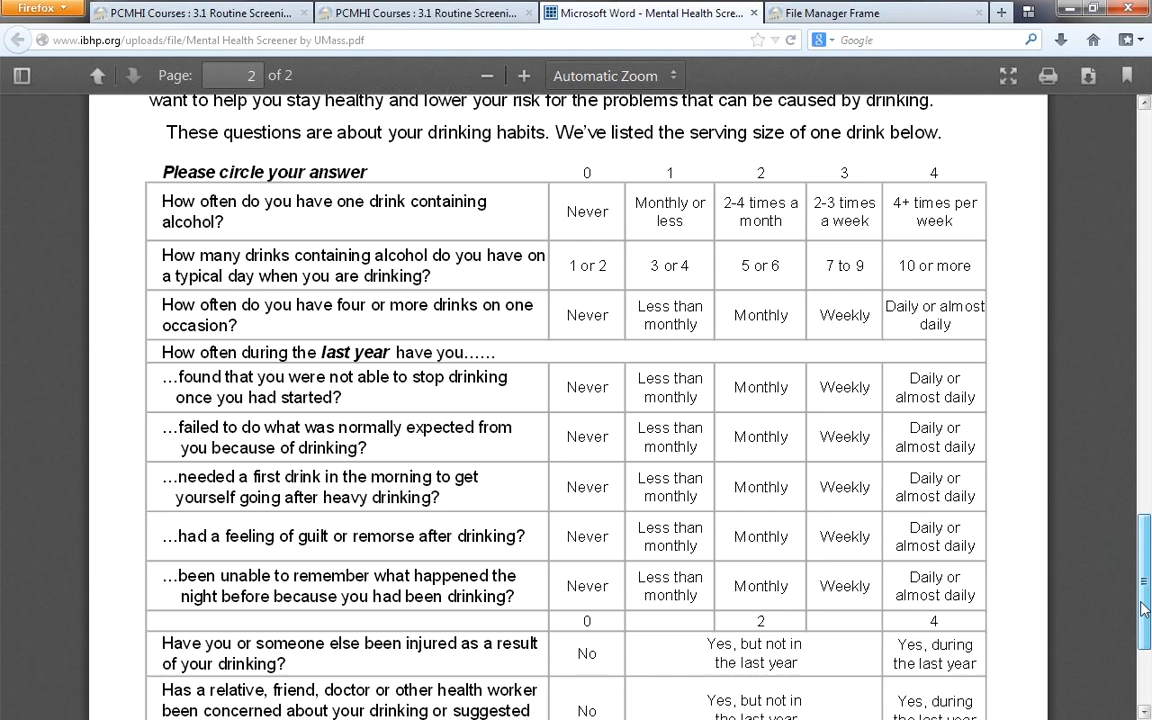 Firefox
PCMHI Courses : 3.1 Routine Screeni...
PCMHI Courses : 3.1 Routine Screeni...
Microsoft Word - Mental Health Scre...
File Manager Frame
www.ibhp.org/uploads/file/Mental Health Screener by UMass.pdf
Google
Page: 2 of 2
Automatic Zoom
want to help you stay healthy and lower your risk for the problems that can be caused by drinking.
These questions are about your drinking habits. We've listed the serving size of one drink below.
Please circle your answer 0 1 2 3 4
How often do you have one drink containing
alcohol?
Never
Monthly or
less
2-4 times a
month
2-3 times
a week
4+ times per
week
How many drinks containing alcohol do you have on
a typical day when you are drinking?
1 or 2
3 or 4
5 or 6
7 to 9
10 or more
How often do you have four or more drinks on one
occasion?
Never
Less than
monthly
Monthly
Weekly
Daily or almost
daily
How often during the last year have you......
...found that you were not able to stop drinking
once you had started?
Never
Less than
monthly
Monthly
Weekly
Daily or
almost daily
...failed to do what was normally expected from
you because of drinking?
Never
Less than
monthly
Monthly
Weekly
Daily or
almost daily
...needed a first drink in the morning to get
yourself going after heavy drinking?
Never
Less than
monthly
Monthly
Weekly
Daily or
almost daily
...had a feeling of guilt or remorse after drinking?
Never
Less than
monthly
Monthly
Weekly
Daily or
almost daily
...been unable to remember what happened the
night before because you had been drinking?
Never
Less than
monthly
Monthly
Weekly
Daily or
almost daily
0 2 4
Have you or someone else been injured as a result
of your drinking?
No
Yes, but not in
the last year
Yes, during
the last year
Has a relative, friend, doctor or other health worker
been concerned about your drinking or suggested
No
Yes, but not in
the last year
Yes, during
the last year